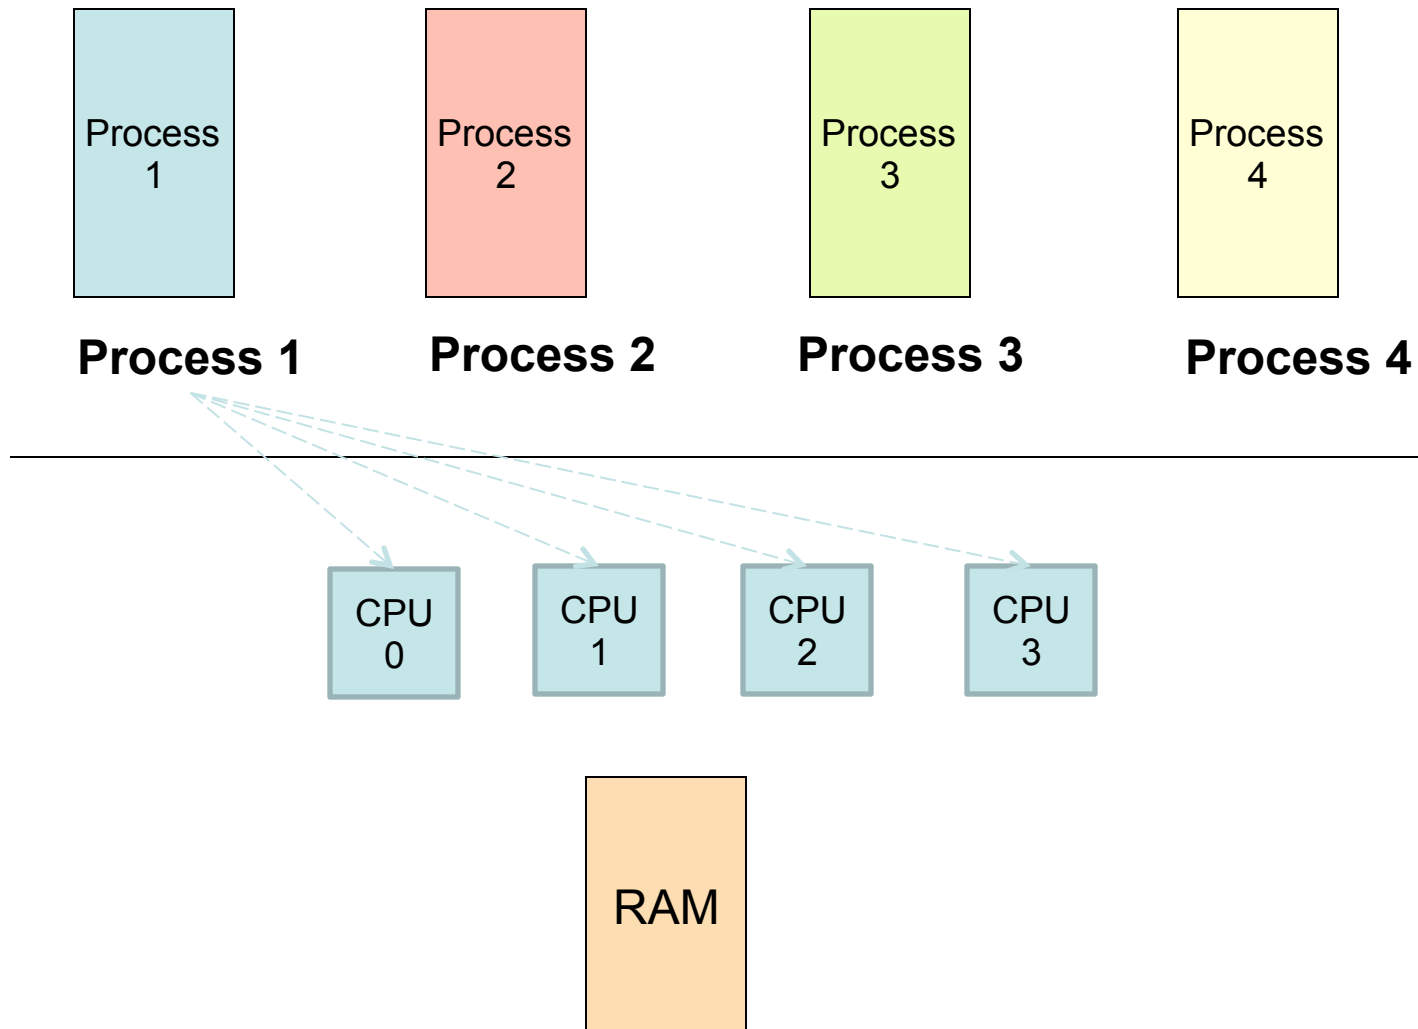 Process
1
Process
2
Process
3
Process
4
Process 1
Process 2
Process 3
Process 4
CPU
0
CPU
1
CPU
2
CPU
3
RAM